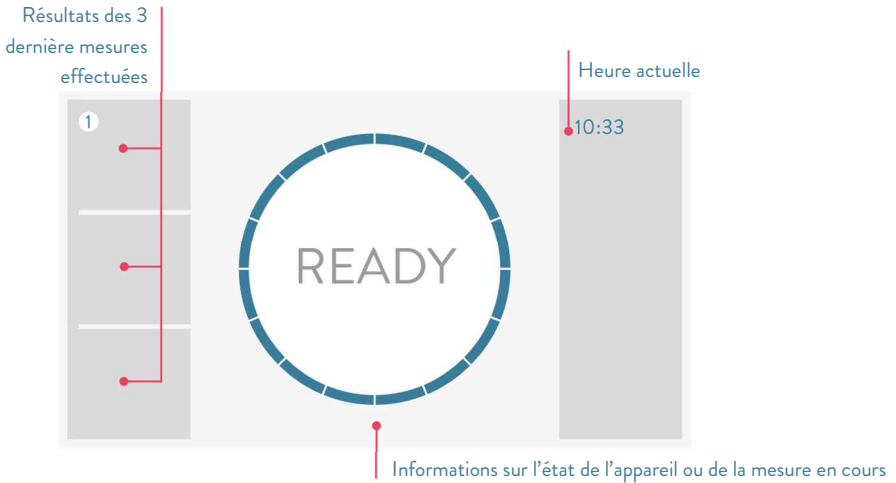 Résultats des 3
dernière mesures
effectuées
Heure actuelle
1
10:33
READY
Informations sur l'état de l'appareil ou de la mesure en cours